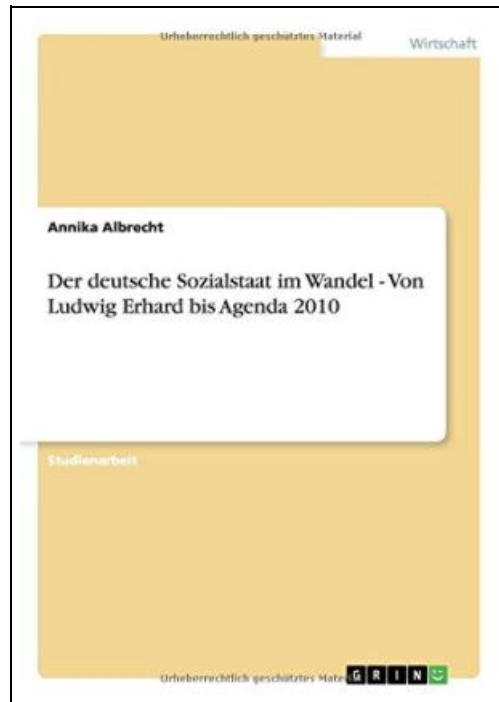 Urheberrechtlich geschütztes Material
Wirtschaft
Annika Albrecht
Der deutsche Sozialstaat im Wandel - Von
Ludwig Erhard bis Agenda 2010
Studienarbeit
Urheberrechtlich geschütztes Mate
GRIN